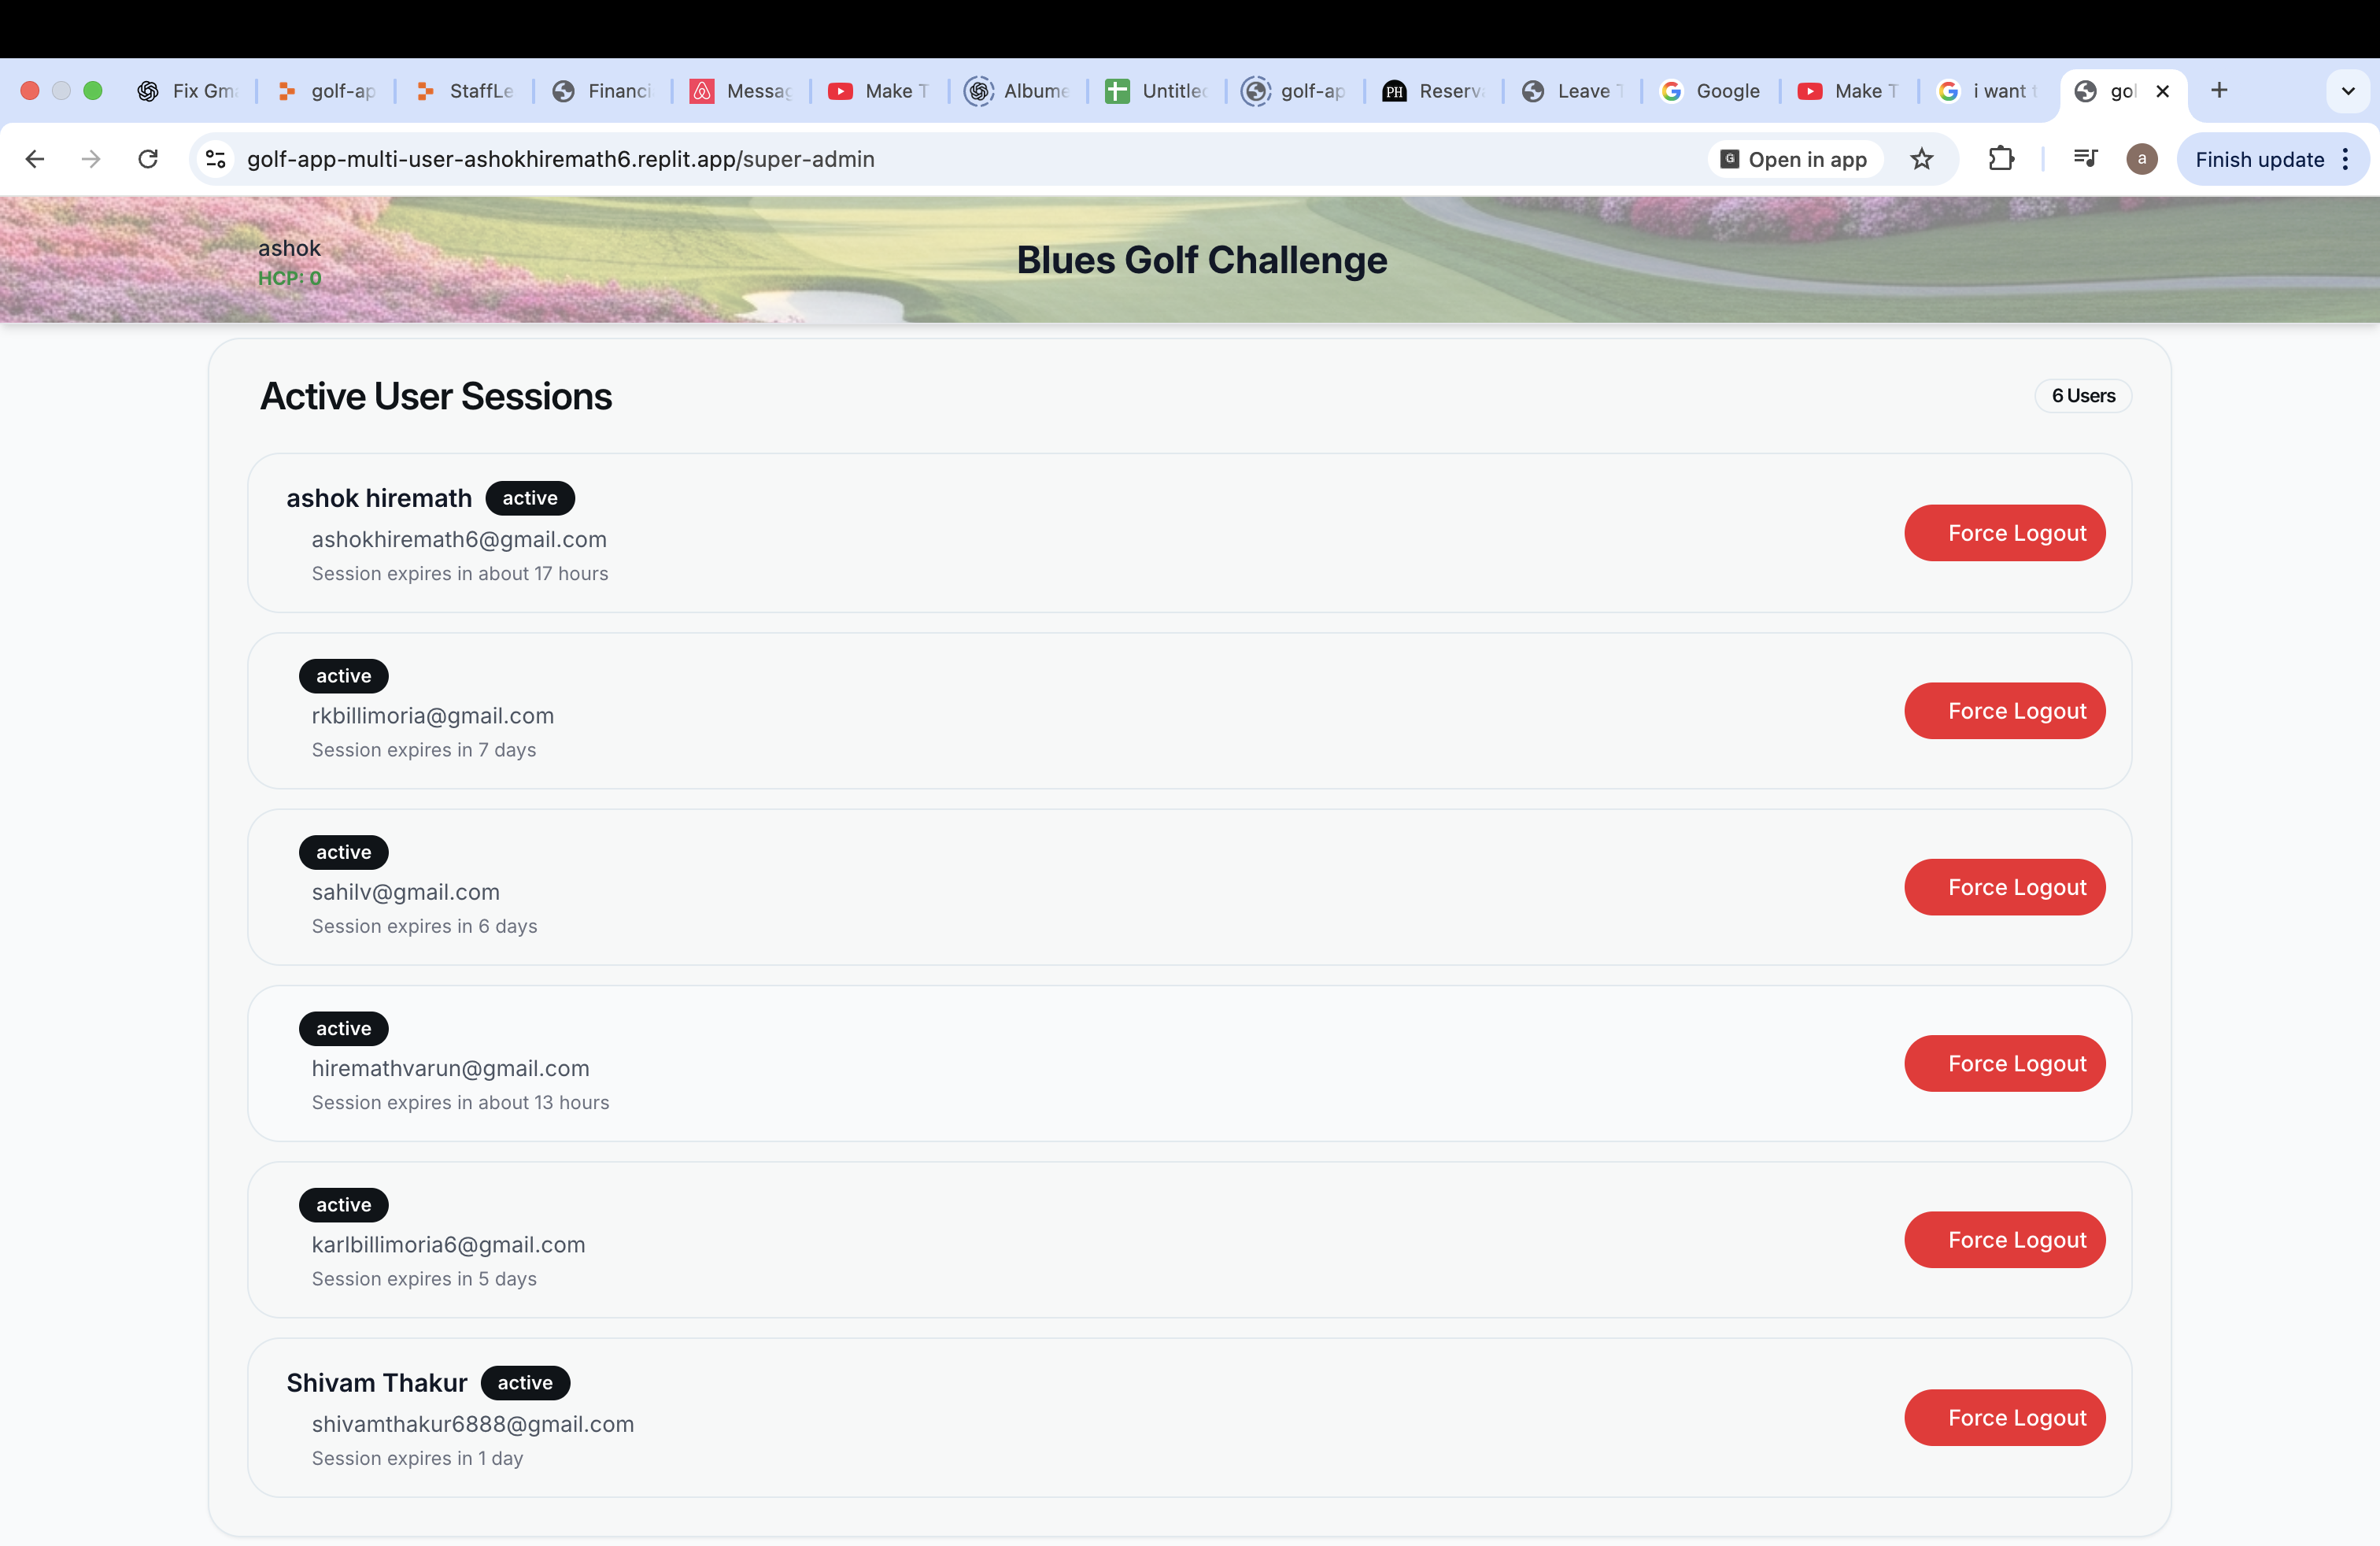 Fix Gm
golf-ap
StaffLe
Financi
Messag
Make T
Albume
Untitled
golf-ap
PH
Reserv
Leave T
Google
Make T
i want t
gol
golf-app-multi-user-ashokhiremath6.replit.app/super-admin
G
Open in app
a
Finish update
ashok
HCP: 0
Blues Golf Challenge
Active User Sessions
6 Users
ashok hiremath active
ashokhiremath6@gmail.com
Session expires in about 17 hours
Force Logout
active
rkbillimoria@gmail.com
Session expires in 7 days
Force Logout
active
sahilv@gmail.com
Session expires in 6 days
Force Logout
active
hiremathvarun@gmail.com
Session expires in about 13 hours
Force Logout
active
karlbillimoria6@gmail.com
Session expires in 5 days
Force Logout
Shivam Thakur active
shivamthakur6888@gmail.com
Session expires in 1 day
Force Logout